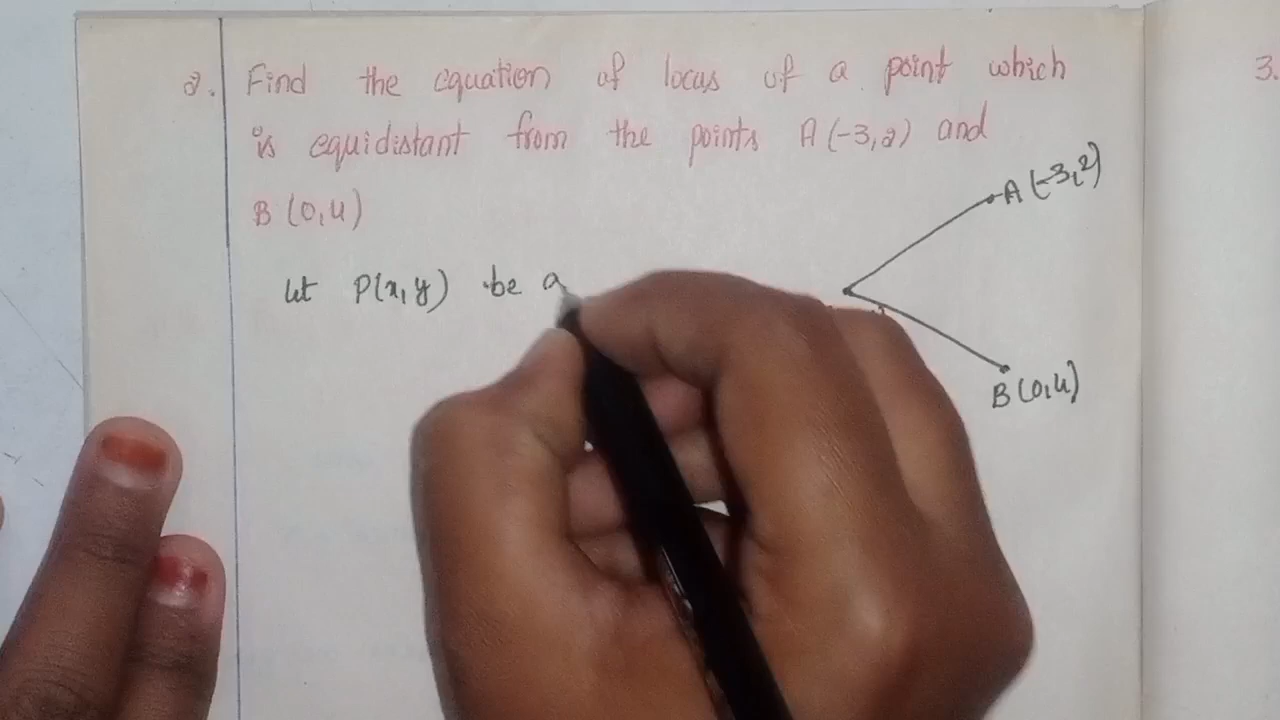 2. Find the equation of locus of a point which
is equidistant from the points A (-3,2) and
B (0,4)
let P(x,y) be a
A (-3,2)
B (0,4)
3.